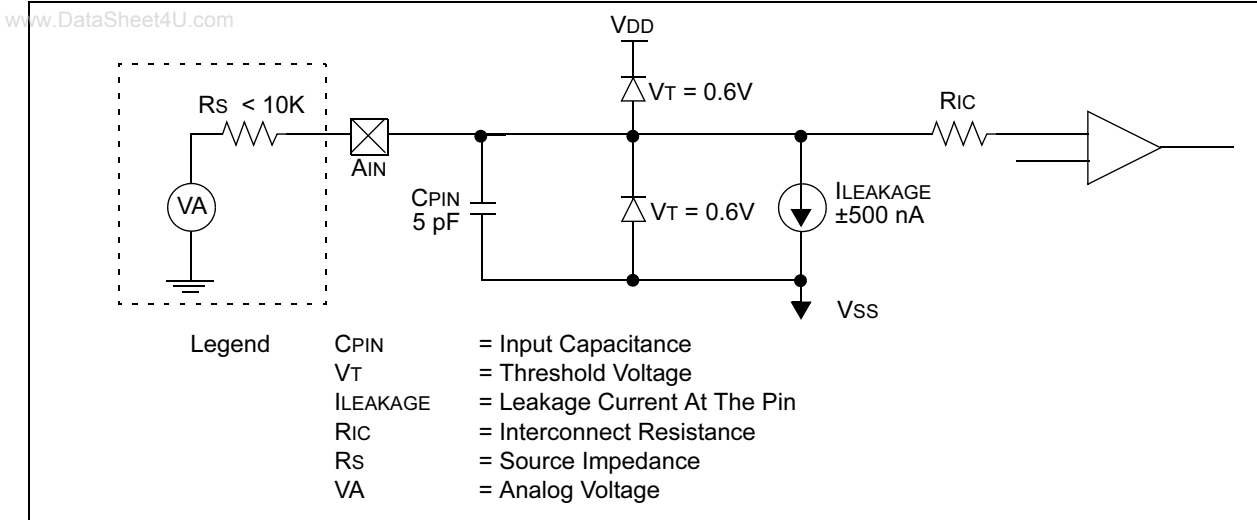 www.DataSheet4U.com
VDD
VT = 0.6V
RS < 10K
RIC
AIN
VA
CPIN
5 pF
VT = 0.6V
ILEAKAGE
±500 nA
VSS
Legend
CPIN = Input Capacitance
VT = Threshold Voltage
ILEAKAGE = Leakage Current At The Pin
RIC = Interconnect Resistance
RS = Source Impedance
VA = Analog Voltage